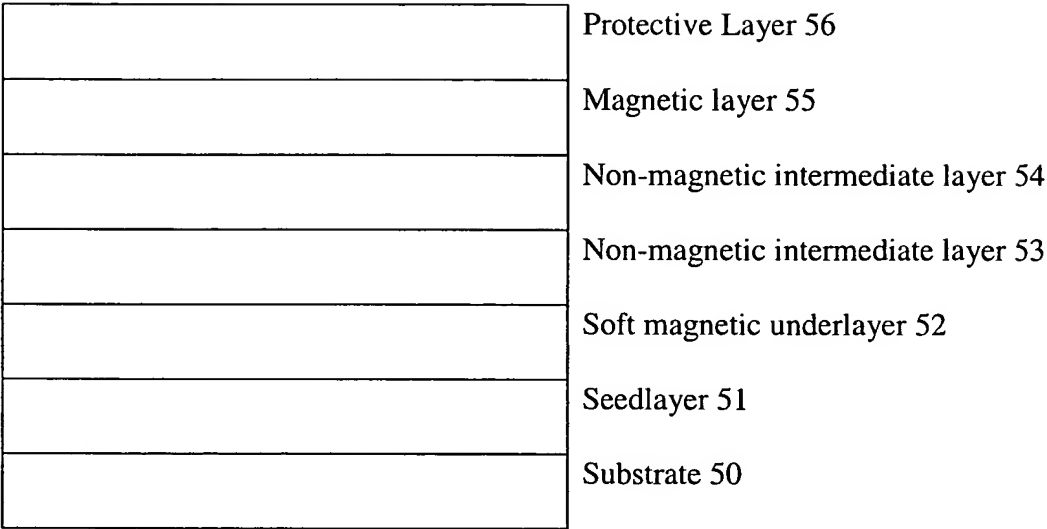 Protective Layer 56
Magnetic layer 55
Non-magnetic intermediate layer 54
Non-magnetic intermediate layer 53
Soft magnetic underlayer 52
Seedlayer 51
Substrate 50